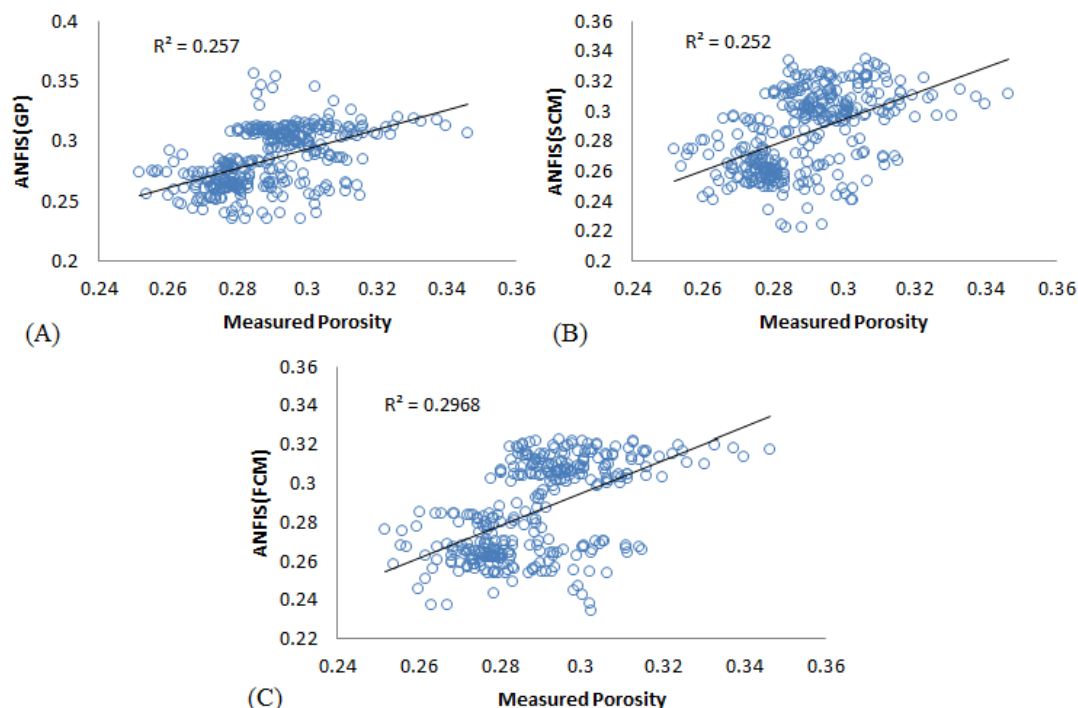 R² = 0.257
ANFIS(GP)
0.4
0.35
0.3
0.25
0.2
0.24 0.26 0.28 0.3 0.32 0.34 0.36
Measured Porosity
(A)
R² = 0.252
ANFIS(SCM)
0.36
0.34
0.32
0.3
0.28
0.26
0.24
0.22
0.2
0.24 0.26 0.28 0.3 0.32 0.34 0.36
Measured Porosity
(B)
R² = 0.2968
ANFIS(FCM)
0.36
0.34
0.32
0.3
0.28
0.26
0.24
0.22
0.24 0.26 0.28 0.3 0.32 0.34 0.36
Measured Porosity
(C)